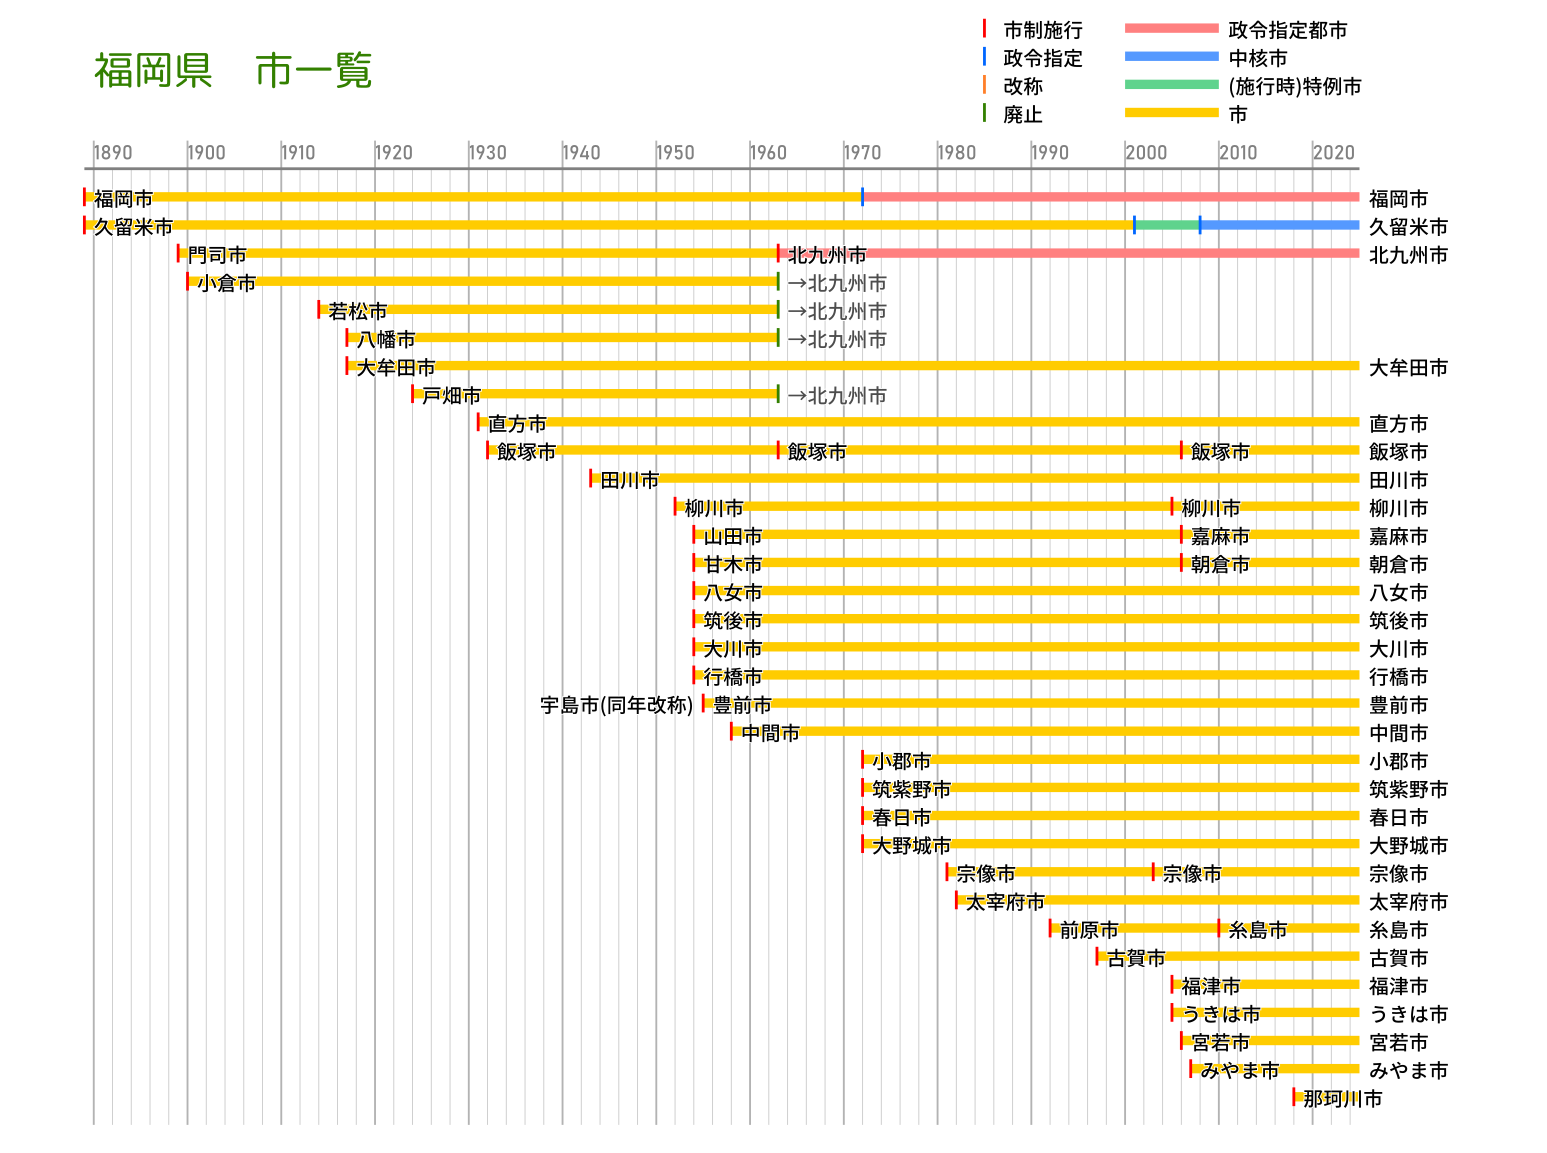 福岡県 市一覧
市制施行 政令指定都市
政令指定 中核市
改称 (施行時)特例市
廃止 市
1890 1900 1910 1920 1930 1940 1950 1960 1970 1980 1990 2000 2010 2020
福岡市 福岡市
久留米市 久留米市
門司市 北九州市 北九州市
小倉市 →北九州市
若松市 →北九州市
八幡市 →北九州市
大牟田市 大牟田市
戸畑市 →北九州市
直方市 直方市
飯塚市 飯塚市 飯塚市 飯塚市
田川市 田川市
柳川市 柳川市 柳川市
山田市 嘉麻市 嘉麻市
甘木市 朝倉市 朝倉市
八女市 八女市
筑後市 筑後市
大川市 大川市
行橋市 行橋市
宇島市(同年改称) 豊前市 豊前市
中間市 中間市
小郡市 小郡市
筑紫野市 筑紫野市
春日市 春日市
大野城市 大野城市
宗像市 宗像市 宗像市
太宰府市 太宰府市
前原市 糸島市 糸島市
古賀市 古賀市
福津市 福津市
うきは市 うきは市
宮若市 宮若市
みやま市 みやま市
那珂川市